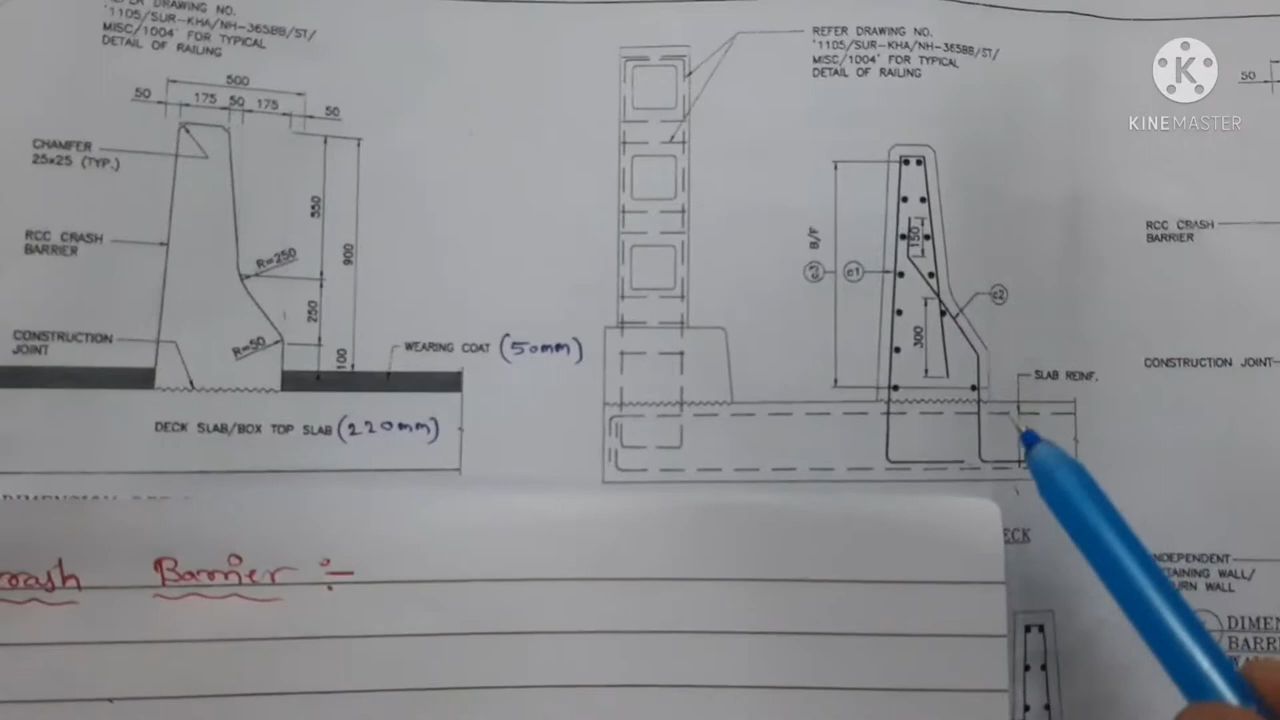 REFER DRAWING NO.
'1105/SUR-KHA/NH-365BB/ST/
MISC/1004' FOR TYPICAL
DETAIL OF RAILING
500
50
175
50
175
50
CHAMFER
25x25 (TYP.)
550
900
RCC CRASH
BARRIER
R=250
250
CONSTRUCTION
JOINT
R=50
100
WEARING COAT (50mm)
DECK SLAB/BOX TOP SLAB (220mm)
REFER DRAWING NO.
'1105/SUR-KHA/NH-365BB/ST/
MISC/1004' FOR TYPICAL
DETAIL OF RAILING
B/F
150
c1
c2
300
SLAB REINF.
KINEMASTER
50
RCC CRASH
BARRIER
CONSTRUCTION JOINT
ECK
NDEPENDENT
TAINING WALL/
URN WALL
DIMEN
BARRI
rash Barrier :-